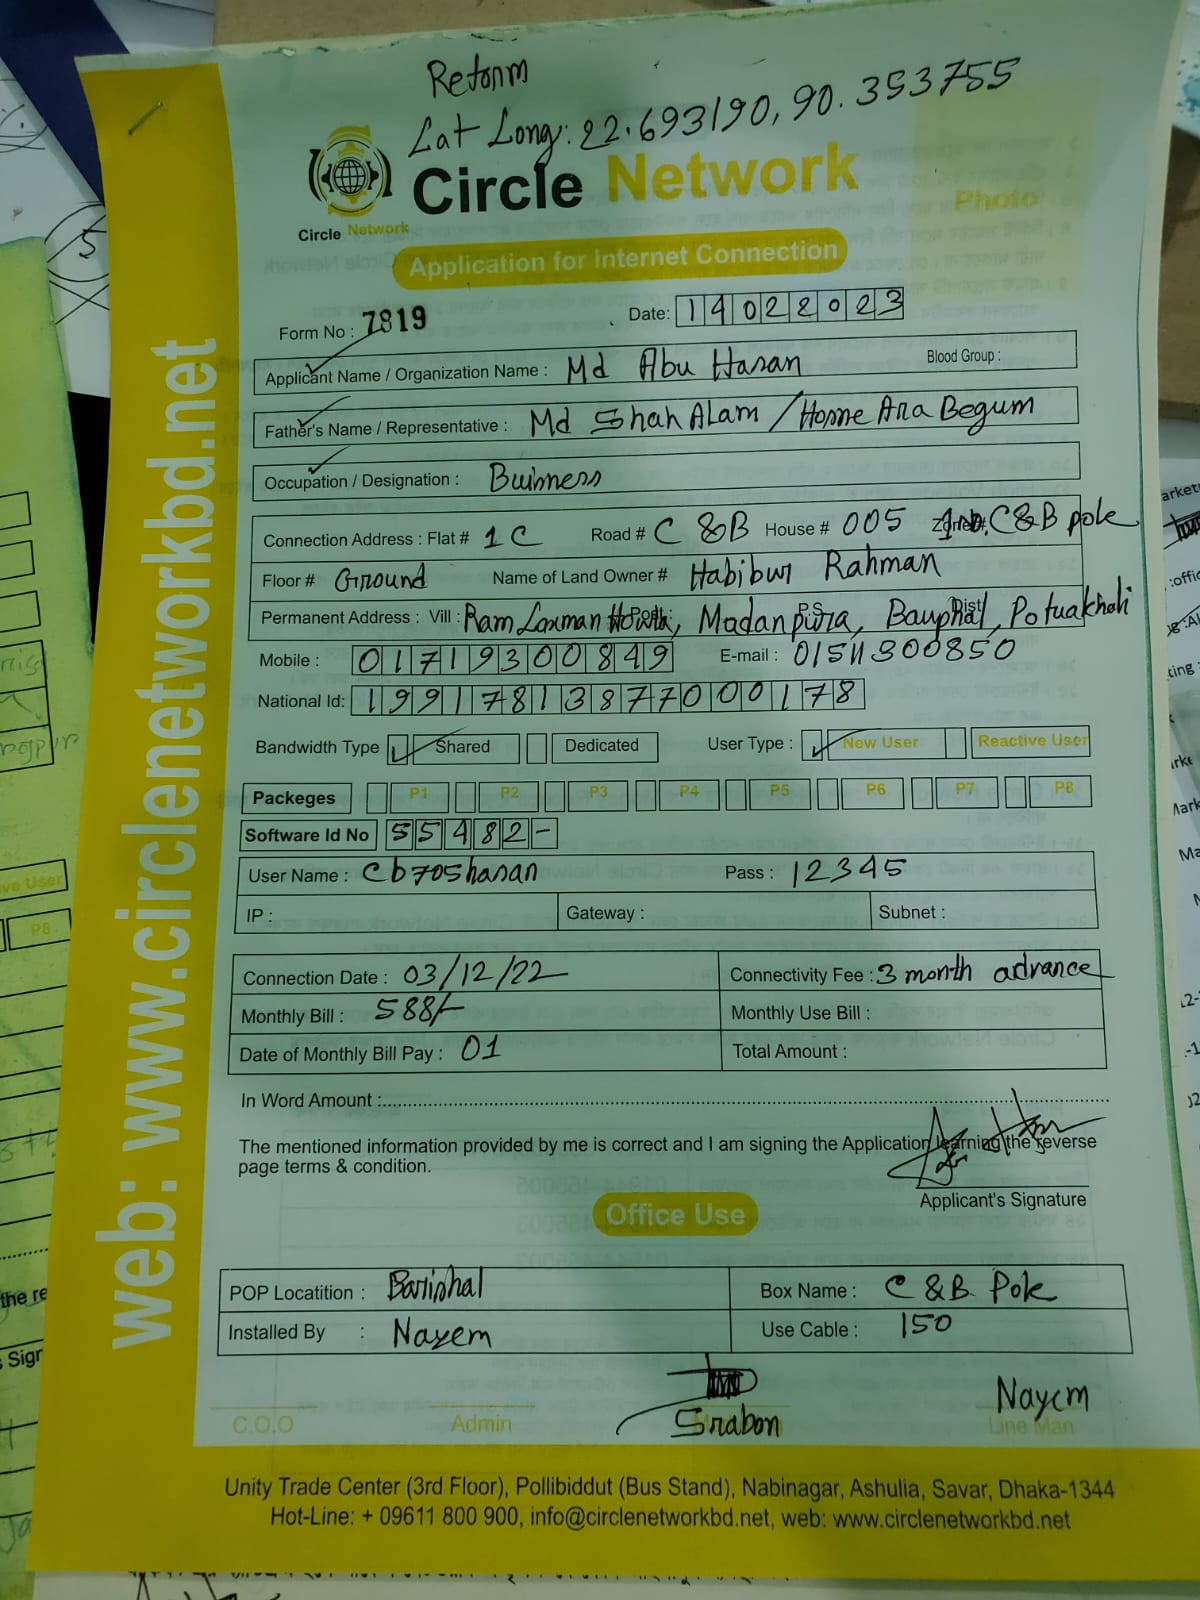 Reform
Lat Long: 22.693190, 90.353755
Circle Network
Circle Network
Photo
Application for Internet Connection
Form No : 7819
Date: 14022023
Applicant Name / Organization Name : Md Abu Hasan Blood Group :
Father's Name / Representative : Md Shah Alam / Hosne Ara Begum
Occupation / Designation : Buisness
Connection Address : Flat # 1C Road # C &B House # 005 Zone# C&B pole
Floor # Ground Name of Land Owner # Habibur Rahman
Permanent Address : Vill : Ram Laxman Post: P.S Madanpura, Dist Bauphal, Potuakhali
Mobile : 01719300849 E-mail : 01511300850
National Id: 19917813877000178
Bandwidth Type Shared Dedicated User Type : New User Reactive User
Packeges P1 P2 P3 P4 P5 P6 P7 P8
Software Id No 55482-
User Name : cb705hasan Pass : 12345
IP : Gateway : Subnet :
Connection Date : 03/12/22 Connectivity Fee : 3 month advance
Monthly Bill : 588/- Monthly Use Bill :
Date of Monthly Bill Pay : 01 Total Amount :
In Word Amount :
The mentioned information provided by me is correct and I am signing the Application learning the reverse
page terms & condition.
Applicant's Signature
Office Use
POP Locatition : Barishal Box Name : C &B Pole
Installed By : Nayem Use Cable : 150
Srabon
Nayem
C.O.O Admin Line Man
Unity Trade Center (3rd Floor), Pollibiddut (Bus Stand), Nabinagar, Ashulia, Savar, Dhaka-1344
Hot-Line: + 09611 800 900, info@circlenetworkbd.net, web: www.circlenetworkbd.net
web: www.circlenetworkbd.net